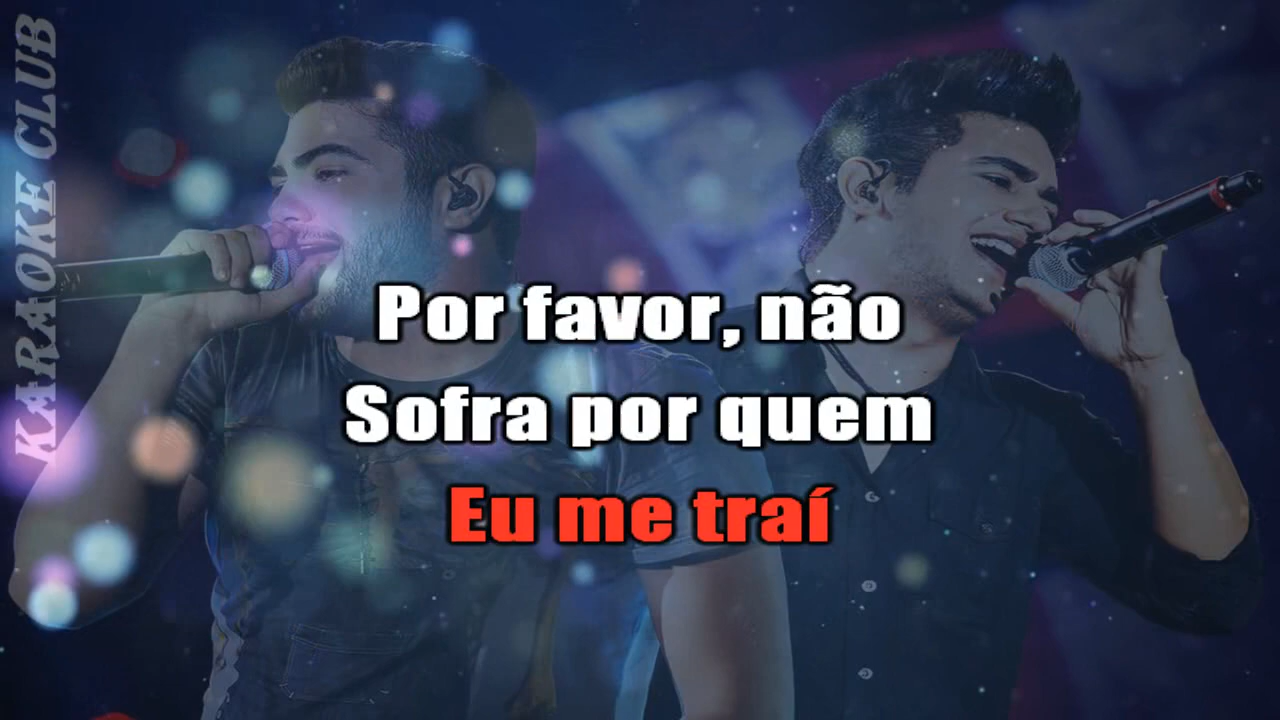 KARAOKE CLUB
Por favor, não
Sofra por quem
Eu me traí